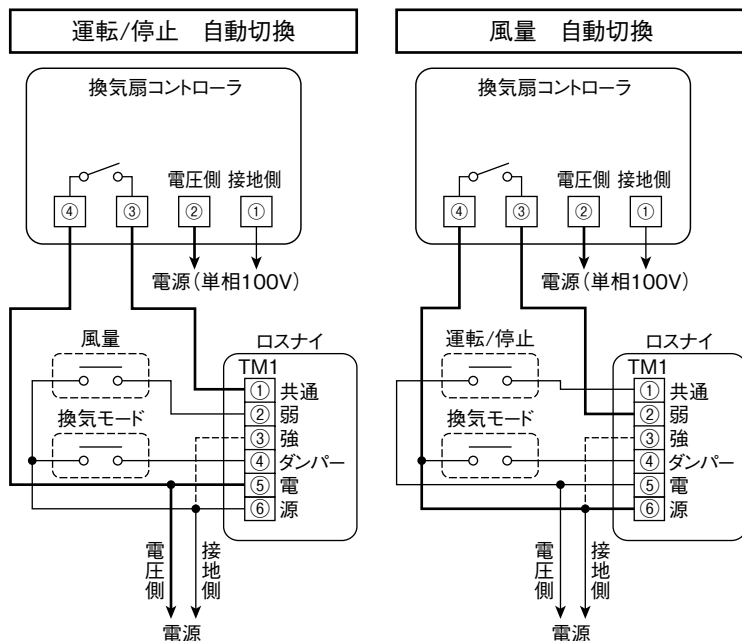 運転/停止 自動切換
換気扇コントローラ
電圧側 接地側
④ ③ ② ①
電源(単相100V)
風量
換気モード
ロスナイ
TM1
① 共通
② 弱
③ 強
④ ダンパー
⑤ 電
⑥ 源
電圧側
接地側
電源
風量 自動切換
換気扇コントローラ
電圧側 接地側
④ ③ ② ①
電源(単相100V)
運転/停止
換気モード
ロスナイ
TM1
① 共通
② 弱
③ 強
④ ダンパー
⑤ 電
⑥ 源
電圧側
接地側
電源